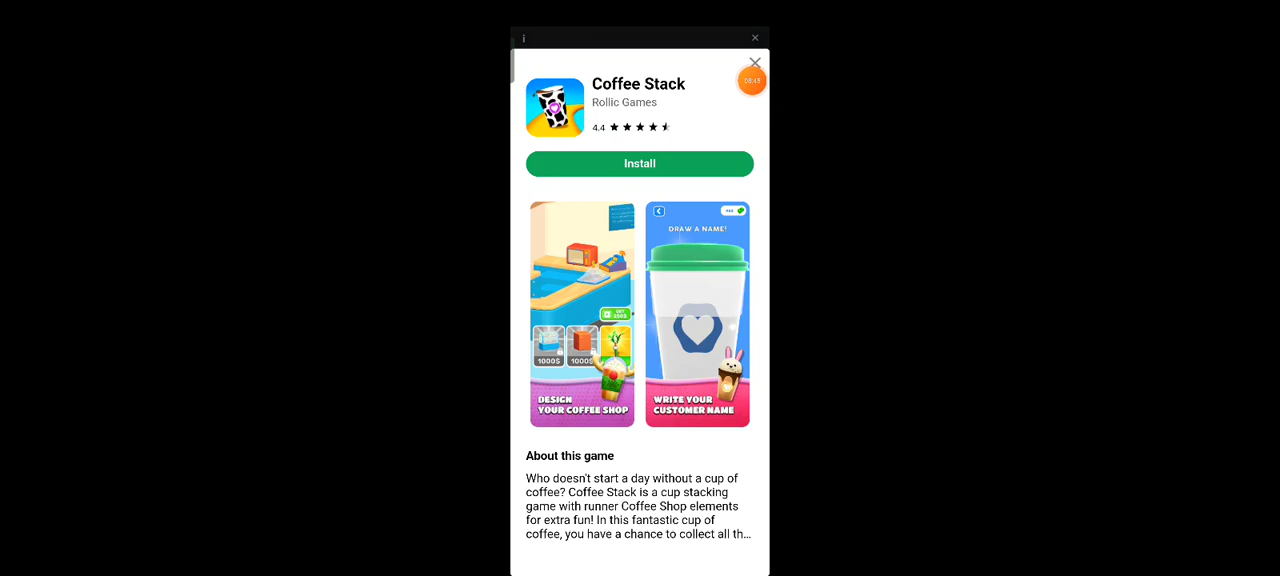 Coffee Stack
Rollic Games
08:45
4.4
Install
GET
1000$
1000$
DESIGN
YOUR COFFEE SHOP
DRAW A NAME!
WRITE YOUR
CUSTOMER NAME
About this game
Who doesn't start a day without a cup of
coffee? Coffee Stack is a cup stacking
game with runner Coffee Shop elements
for extra fun! In this fantastic cup of
coffee, you have a chance to collect all th…